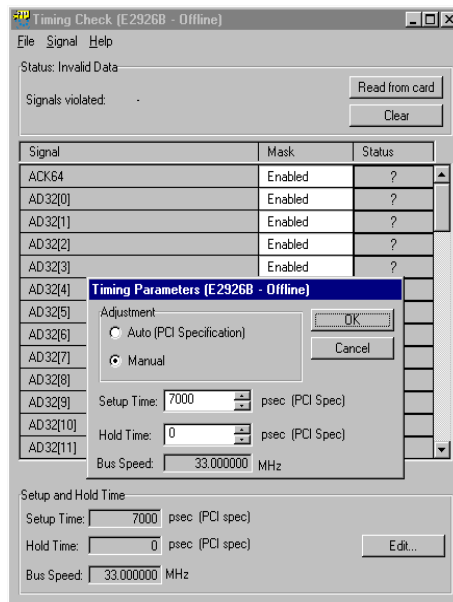 Timing Check (E2926B - Offline)
File Signal Help
Status: Invalid Data
Signals violated: -
Read from card
Clear
Signal Mask Status
ACK64 Enabled ?
AD32[0] Enabled ?
AD32[1] Enabled ?
AD32[2] Enabled ?
AD32[3] Enabled ?
AD32[4]
AD32[5]
AD32[6]
AD32[7]
AD32[8]
AD32[9]
AD32[10]
AD32[11]
Timing Parameters (E2926B - Offline)
Adjustment
Auto (PCI Specification)
Manual
OK
Cancel
Setup Time: 7000 psec (PCI Spec)
Hold Time: 0 psec (PCI Spec)
Bus Speed: 33.000000 MHz
Setup and Hold Time
Setup Time: 7000 psec (PCI spec)
Hold Time: 0 psec (PCI spec)
Edit...
Bus Speed: 33.000000 MHz